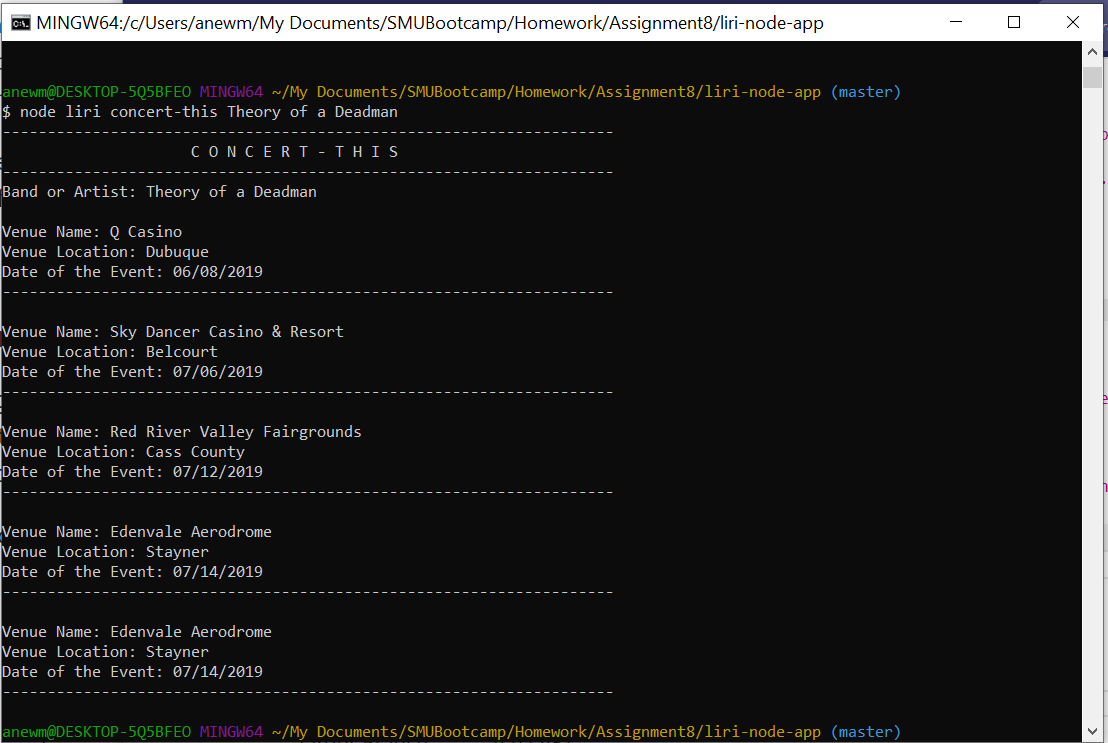 MINGW64:/c/Users/anewm/My Documents/SMUBootcamp/Homework/Assignment8/liri-node-app
anewm@DESKTOP-5Q5BFEO MINGW64 ~/My Documents/SMUBootcamp/Homework/Assignment8/liri-node-app (master)
$ node liri concert-this Theory of a Deadman
--------------------------------------------------------------------
C O N C E R T - T H I S
--------------------------------------------------------------------
Band or Artist: Theory of a Deadman
Venue Name: Q Casino
Venue Location: Dubuque
Date of the Event: 06/08/2019
--------------------------------------------------------------------
Venue Name: Sky Dancer Casino & Resort
Venue Location: Belcourt
Date of the Event: 07/06/2019
--------------------------------------------------------------------
Venue Name: Red River Valley Fairgrounds
Venue Location: Cass County
Date of the Event: 07/12/2019
--------------------------------------------------------------------
Venue Name: Edenvale Aerodrome
Venue Location: Stayner
Date of the Event: 07/14/2019
--------------------------------------------------------------------
Venue Name: Edenvale Aerodrome
Venue Location: Stayner
Date of the Event: 07/14/2019
--------------------------------------------------------------------
anewm@DESKTOP-5Q5BFEO MINGW64 ~/My Documents/SMUBootcamp/Homework/Assignment8/liri-node-app (master)